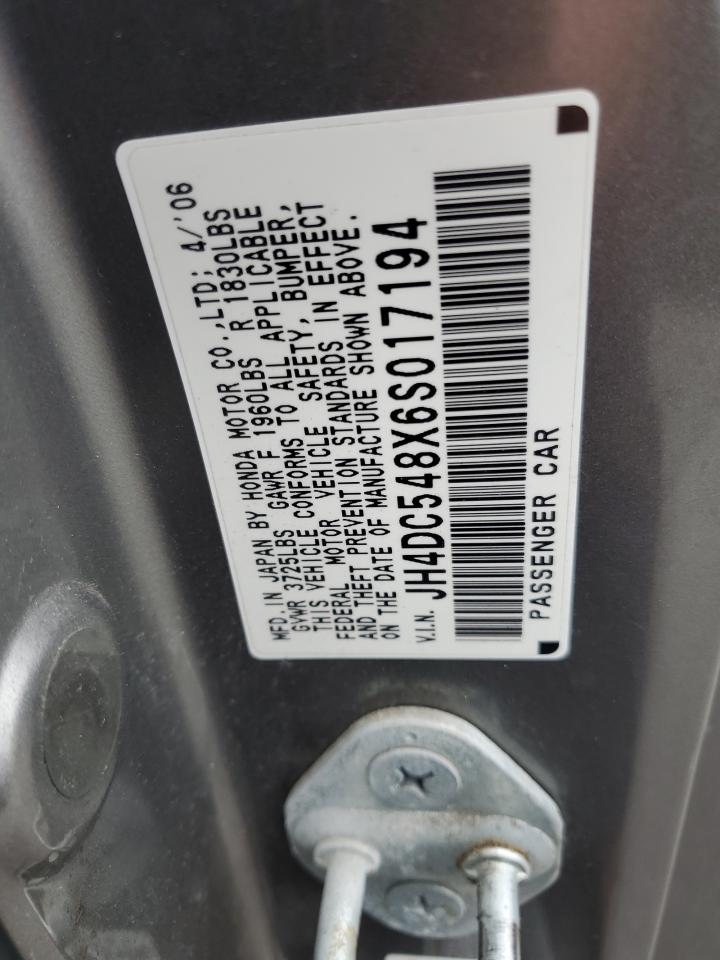 MFD. IN JAPAN BY HONDA MOTOR CO.,LTD; 4/'06
GVWR 3725LBS GAWR F 1960LBS R 1830LBS
THIS VEHICLE CONFORMS TO ALL APPLICABLE
FEDERAL MOTOR VEHICLE SAFETY, BUMPER,
AND THEFT PREVENTION STANDARDS IN EFFECT
ON THE DATE OF MANUFACTURE SHOWN ABOVE.
V.I.N. JH4DC548X6S017194
PASSENGER CAR